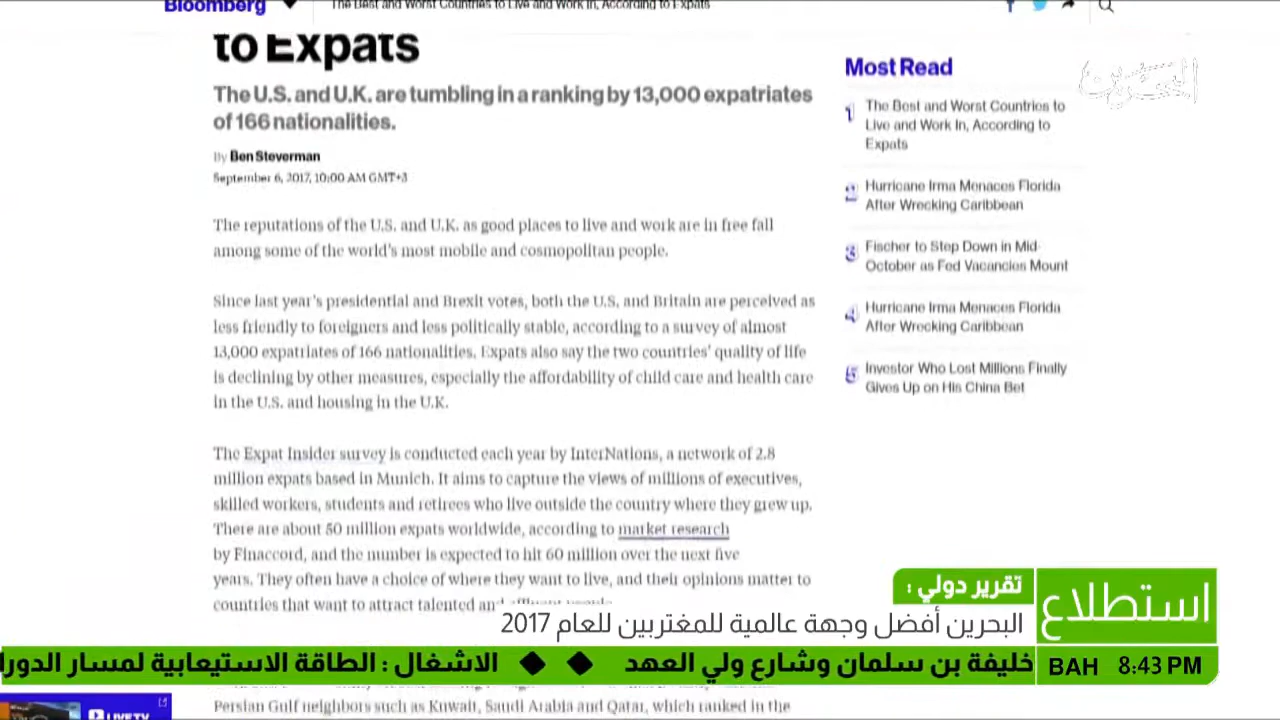 Bloomberg
The Best and Worst Countries to Live and Work In, According to Expats
to Expats
The U.S. and U.K. are tumbling in a ranking by 13,000 expatriates
of 166 nationalities.
By Ben Steverman
September 6, 2017, 10:00 AM GMT+3
The reputations of the U.S. and U.K. as good places to live and work are in free fall
among some of the world's most mobile and cosmopolitan people.
Since last year's presidential and Brexit votes, both the U.S. and Britain are perceived as
less friendly to foreigners and less politically stable, according to a survey of almost
13,000 expatriates of 166 nationalities. Expats also say the two countries' quality of life
is declining by other measures, especially the affordability of child care and health care
in the U.S. and housing in the U.K.
The Expat Insider survey is conducted each year by InterNations, a network of 2.8
million expats based in Munich. It aims to capture the views of millions of executives,
skilled workers, students and retirees who live outside the country where they grew up.
There are about 50 million expats worldwide, according to market research
by Finaccord, and the number is expected to hit 60 million over the next five
years. They often have a choice of where they want to live, and their opinions matter to
countries that want to attract talented and
Persian Gulf neighbors such as Kuwait, Saudi Arabia and Qatar, which ranked in the
Most Read
1 The Best and Worst Countries to
Live and Work In, According to
Expats
2 Hurricane Irma Menaces Florida
After Wrecking Caribbean
3 Fischer to Step Down in Mid-
October as Fed Vacancies Mount
4 Hurricane Irma Menaces Florida
After Wrecking Caribbean
5 Investor Who Lost Millions Finally
Gives Up on His China Bet
البحرين
استطلاع
تقرير دولي :
البحرين أفضل وجهة عالمية للمغتربين للعام 2017
خليفة بن سلمان وشارع ولي العهد ◆ ◆ الاشغال : الطاقة الاستيعابية لمسار
BAH 8:43 PM
LIVE TV